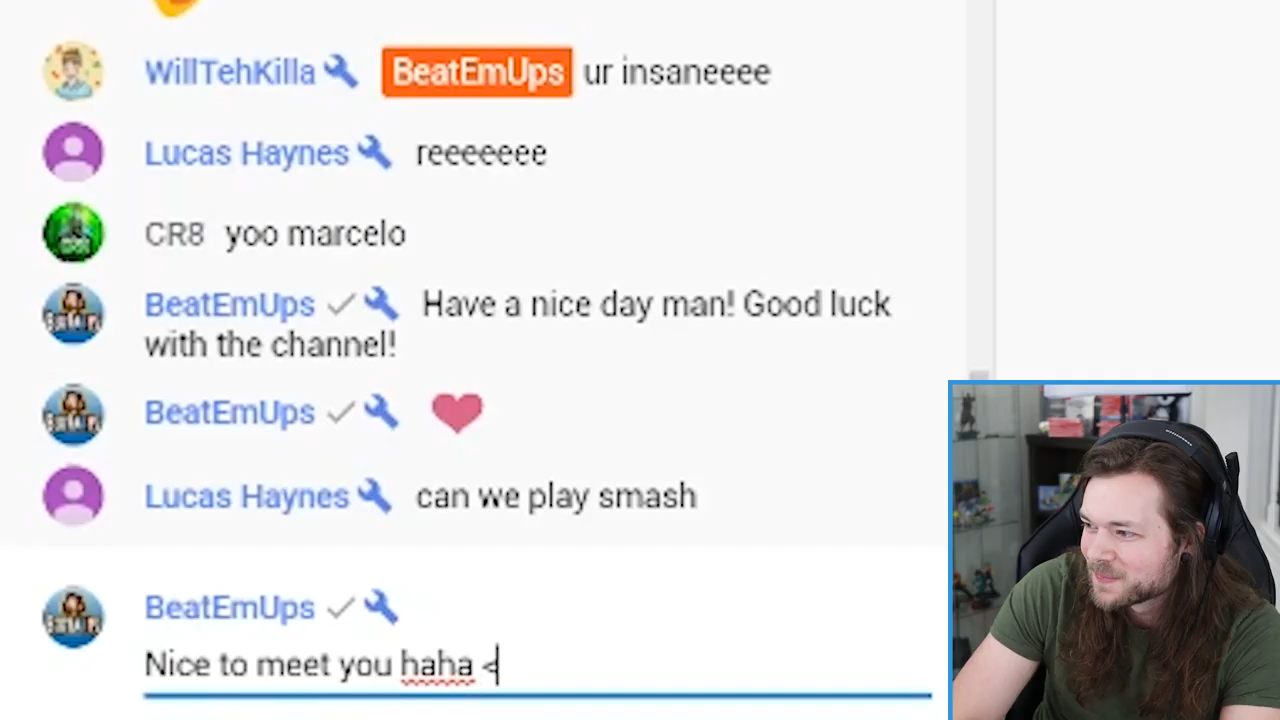 WillTehKilla BeatEmUps ur insaneeee
Lucas Haynes reeeeeee
CR8 yoo marcelo
BeatEmUps Have a nice day man! Good luck
with the channel!
BeatEmUps
Lucas Haynes can we play smash
BeatEmUps
Nice to meet you haha <